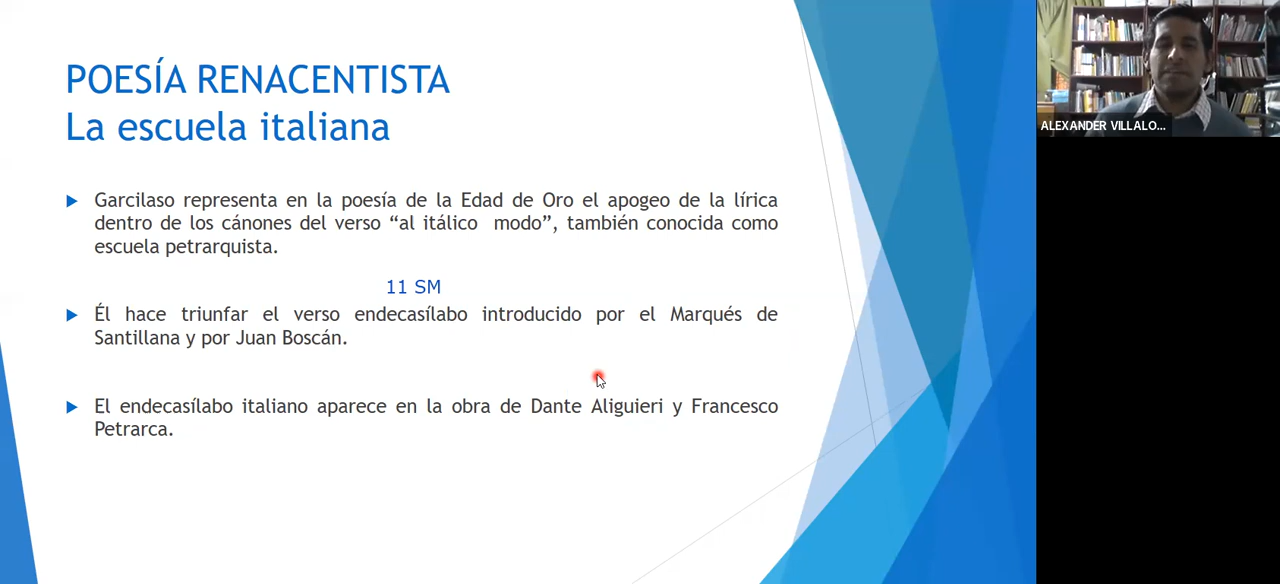 POESÍA RENACENTISTA
La escuela italiana
Garcilaso representa en la poesía de la Edad de Oro el apogeo de la lírica
dentro de los cánones del verso “al itálico modo”, también conocida como
escuela petrarquista.
11 SM
Él hace triunfar el verso endecasílabo introducido por el Marqués de
Santillana y por Juan Boscán.
El endecasílabo italiano aparece en la obra de Dante Aliguieri y Francesco
Petrarca.
ALEXANDER VILLALO...